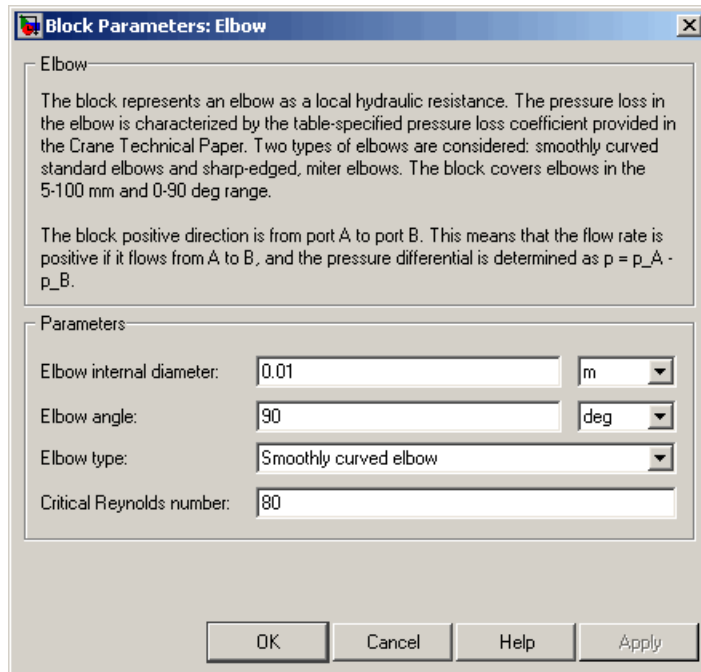 Block Parameters: Elbow
Elbow
The block represents an elbow as a local hydraulic resistance. The pressure loss in
the elbow is characterized by the table-specified pressure loss coefficient provided in
the Crane Technical Paper. Two types of elbows are considered: smoothly curved
standard elbows and sharp-edged, miter elbows. The block covers elbows in the
5-100 mm and 0-90 deg range.
The block positive direction is from port A to port B. This means that the flow rate is
positive if it flows from A to B, and the pressure differential is determined as p = p_A -
p_B.
Parameters
Elbow internal diameter: 0.01 m
Elbow angle: 90 deg
Elbow type: Smoothly curved elbow
Critical Reynolds number: 80
OK Cancel Help Apply